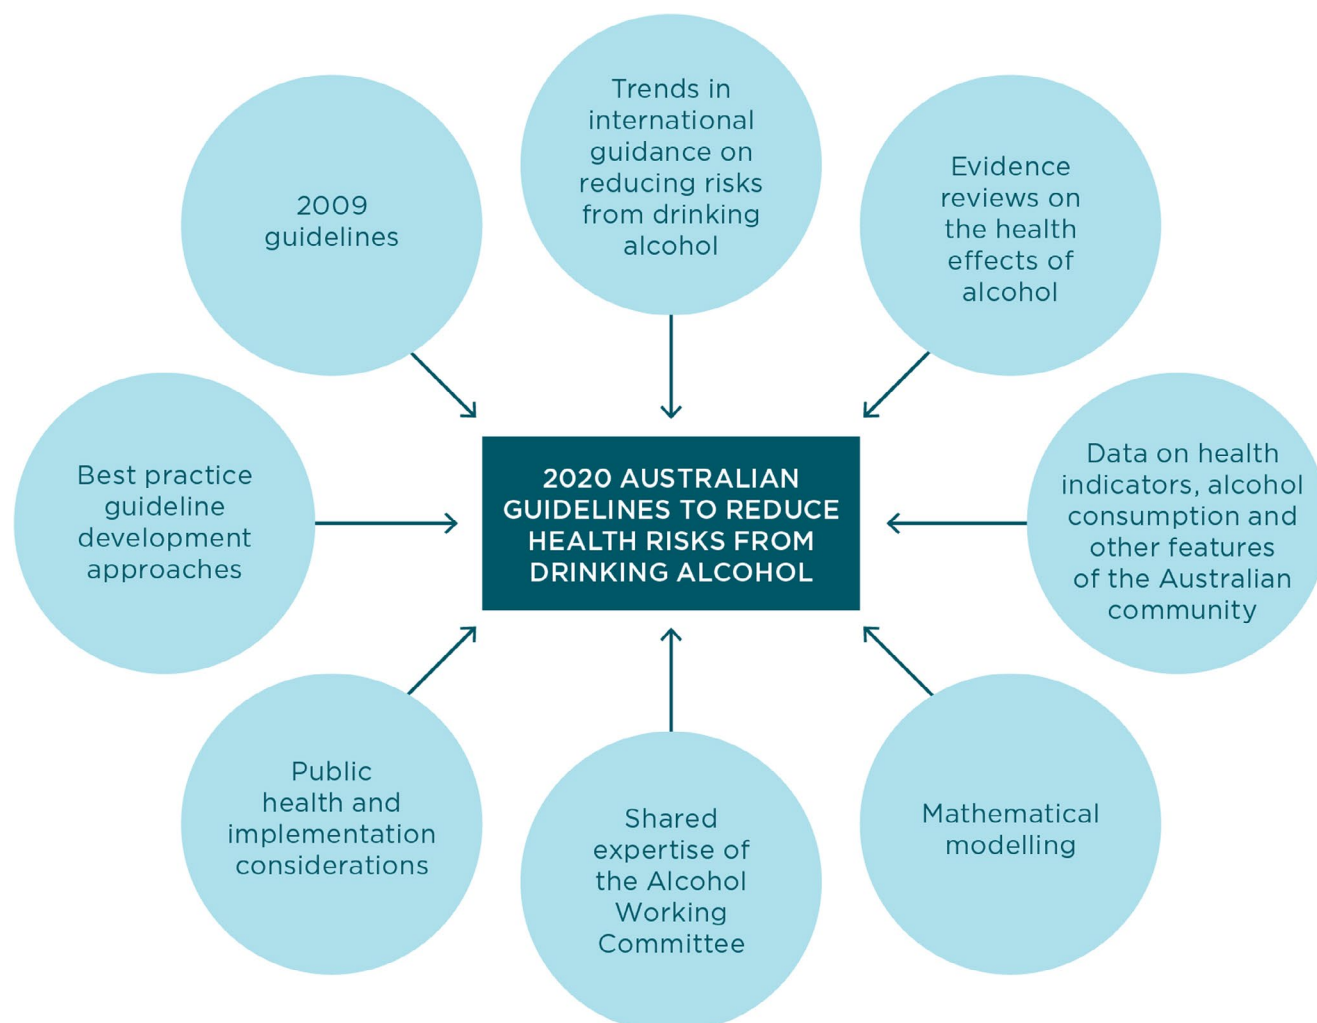 Trends in
international
guidance on
reducing risks
from drinking
alcohol
2009
guidelines
Evidence
reviews on
the health
effects of
alcohol
Best practice
guideline
development
approaches
2020 AUSTRALIAN
GUIDELINES TO REDUCE
HEALTH RISKS FROM
DRINKING ALCOHOL
Data on health
indicators, alcohol
consumption and
other features
of the Australian
community
Public
health and
implementation
considerations
Shared
expertise of
the Alcohol
Working
Committee
Mathematical
modelling